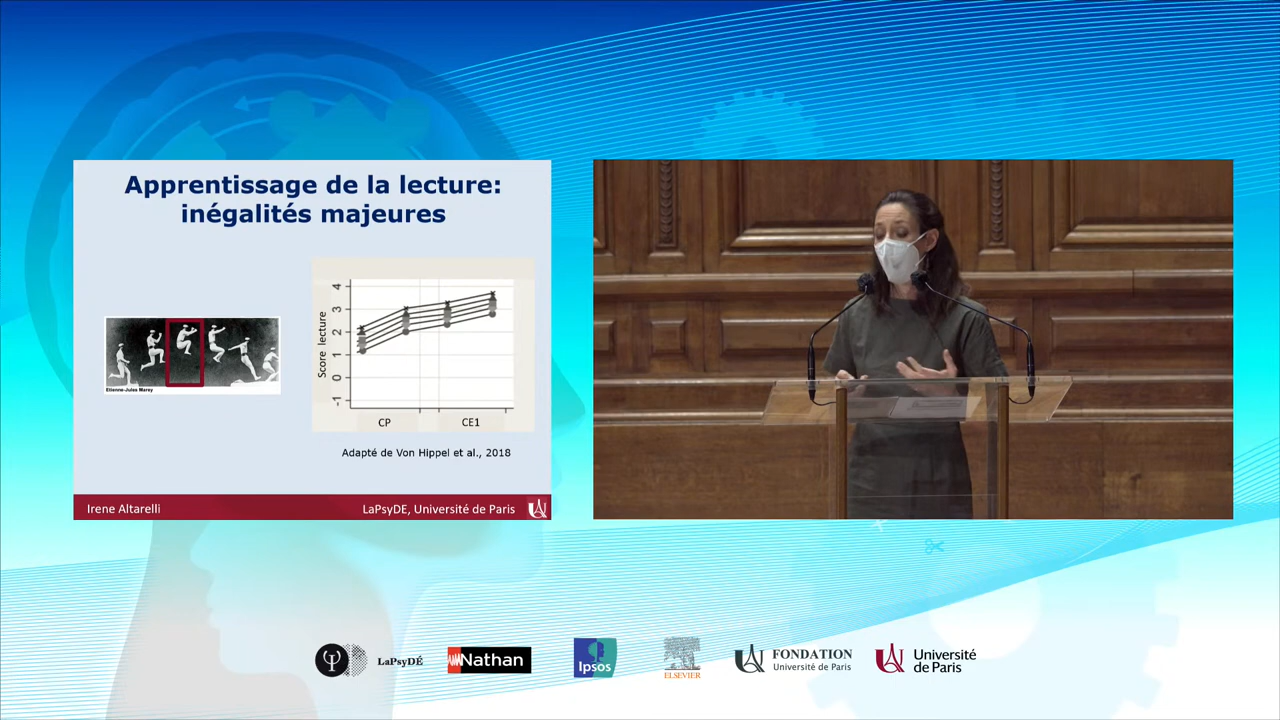 Apprentissage de la lecture:
inégalités majeures
Etienne-Jules Marey
Score lecture
4
3
2
1
0
-1
CP
CE1
Adapté de Von Hippel et al., 2018
Irene Altarelli
LaPsyDE, Université de Paris
LaPsyDÉ
Nathan
Ipsos
ELSEVIER
FONDATION
Université de Paris
Université
de Paris